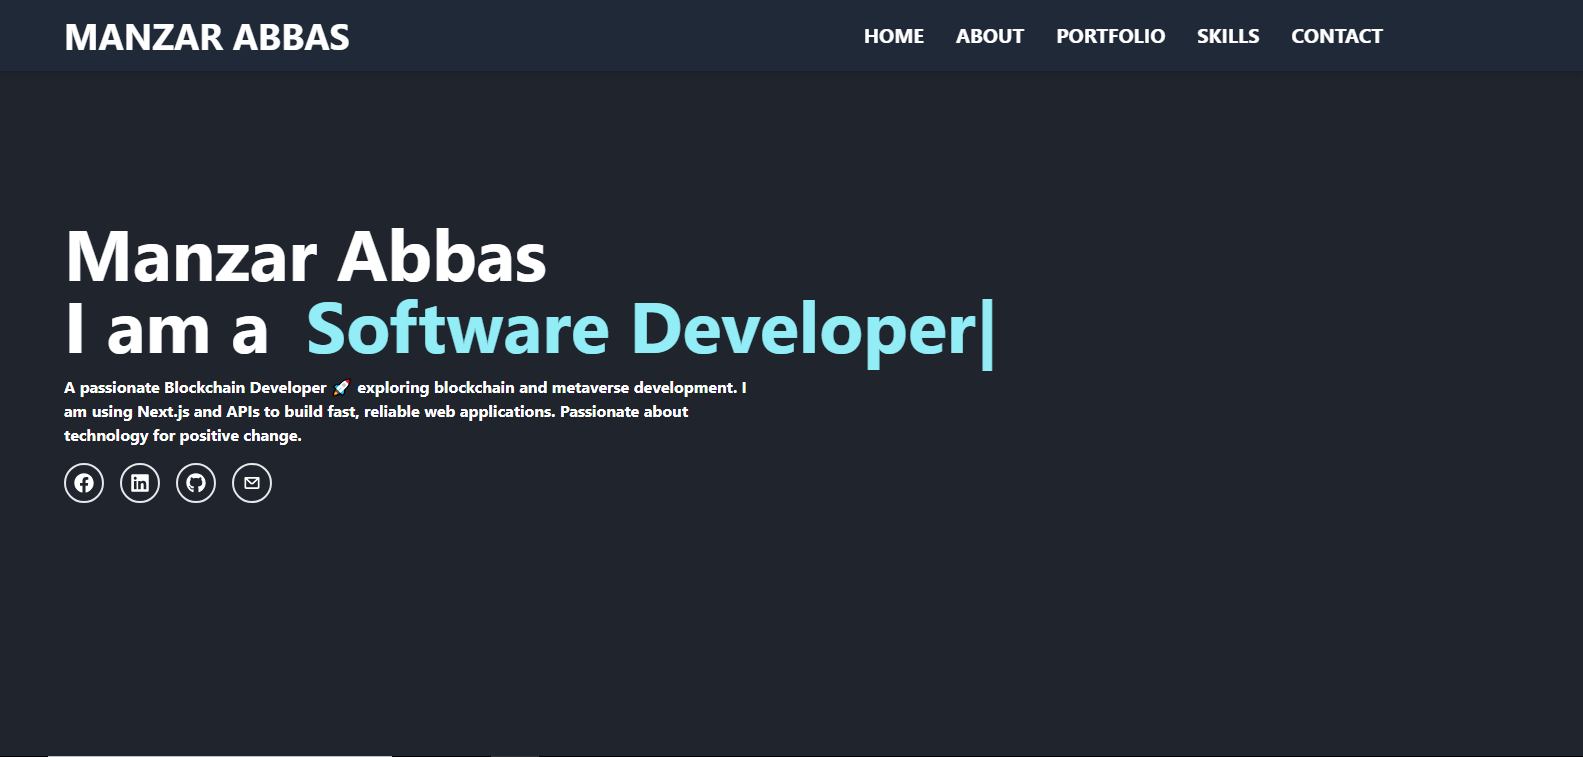 MANZAR ABBAS
HOME ABOUT PORTFOLIO SKILLS CONTACT
Manzar Abbas
I am a Software Developer|
A passionate Blockchain Developer 🚀 exploring blockchain and metaverse development. I
am using Next.js and APIs to build fast, reliable web applications. Passionate about
technology for positive change.